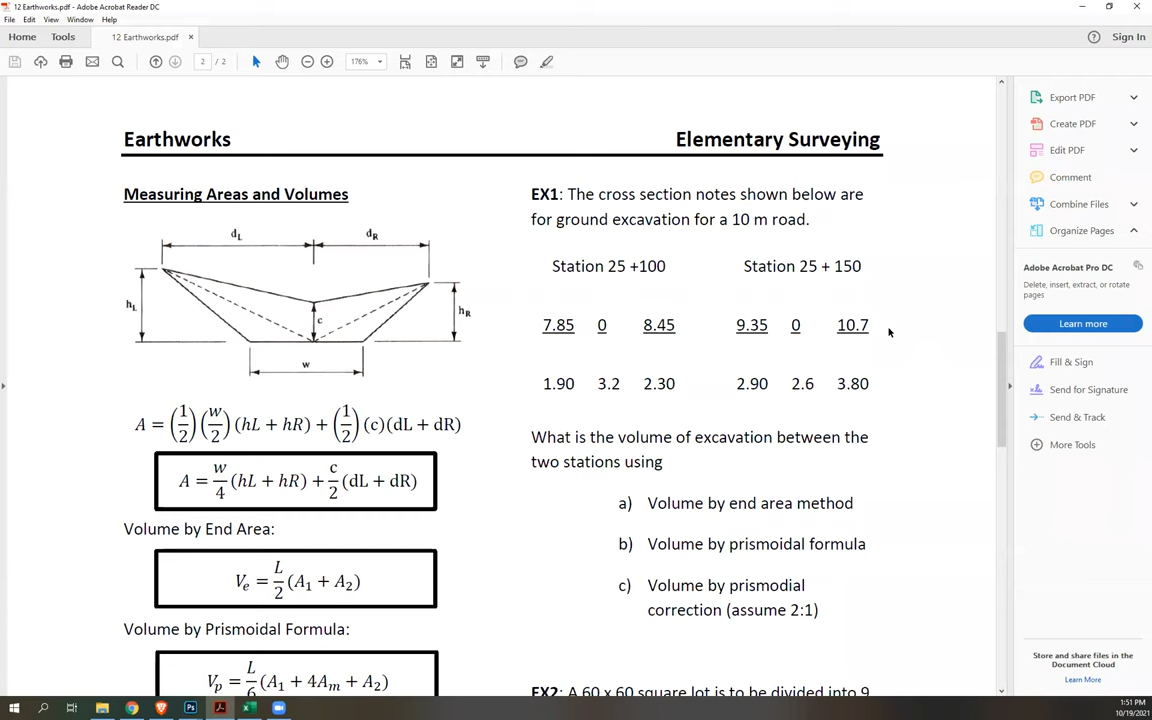 12 Earthworks.pdf - Adobe Acrobat Reader DC
File Edit View Window Help
Home Tools 12 Earthworks.pdf × Sign In
2 / 2 176%
Earthworks Elementary Surveying
Measuring Areas and Volumes
dL dR
hL c hR
w
A = (1/2)(w/2)(hL + hR) + (1/2)(c)(dL + dR)
A = w/4 (hL + hR) + c/2 (dL + dR)
Volume by End Area:
Ve = L/2 (A1 + A2)
Volume by Prismoidal Formula:
Vp = L/6 (A1 + 4Am + A2)
EX1: The cross section notes shown below are
for ground excavation for a 10 m road.
Station 25 +100 Station 25 + 150
7.85 0 8.45 9.35 0 10.7
1.90 3.2 2.30 2.90 2.6 3.80
What is the volume of excavation between the
two stations using
a) Volume by end area method
b) Volume by prismoidal formula
c) Volume by prismodial
correction (assume 2:1)
EX2: A 60 x 60 square lot is to be divided into 9
Export PDF
Create PDF
Edit PDF
Comment
Combine Files
Organize Pages
Adobe Acrobat Pro DC
Delete, insert, extract, or rotate
pages
Learn more
Fill & Sign
Send for Signature
Send & Track
More Tools
Store and share files in the
Document Cloud
Learn More
1:51 PM
10/19/2021